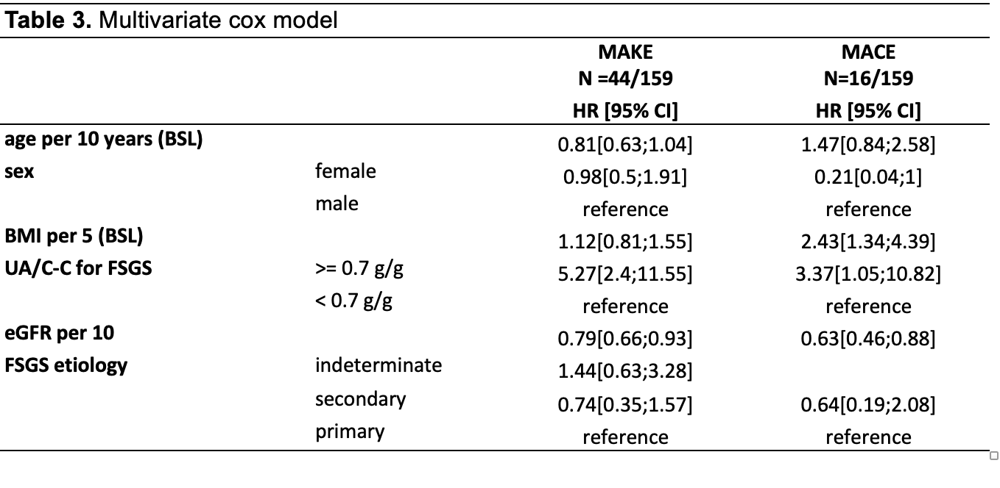 Table 3. Multivariate cox model
MAKE MACE
N =44/159 N=16/159
HR [95% CI] HR [95% CI]
age per 10 years (BSL) 0.81[0.63;1.04] 1.47[0.84;2.58]
sex female 0.98[0.5;1.91] 0.21[0.04;1]
male reference reference
BMI per 5 (BSL) 1.12[0.81;1.55] 2.43[1.34;4.39]
UA/C-C for FSGS >= 0.7 g/g 5.27[2.4;11.55] 3.37[1.05;10.82]
< 0.7 g/g reference reference
eGFR per 10 0.79[0.66;0.93] 0.63[0.46;0.88]
FSGS etiology indeterminate 1.44[0.63;3.28]
secondary 0.74[0.35;1.57] 0.64[0.19;2.08]
primary reference reference